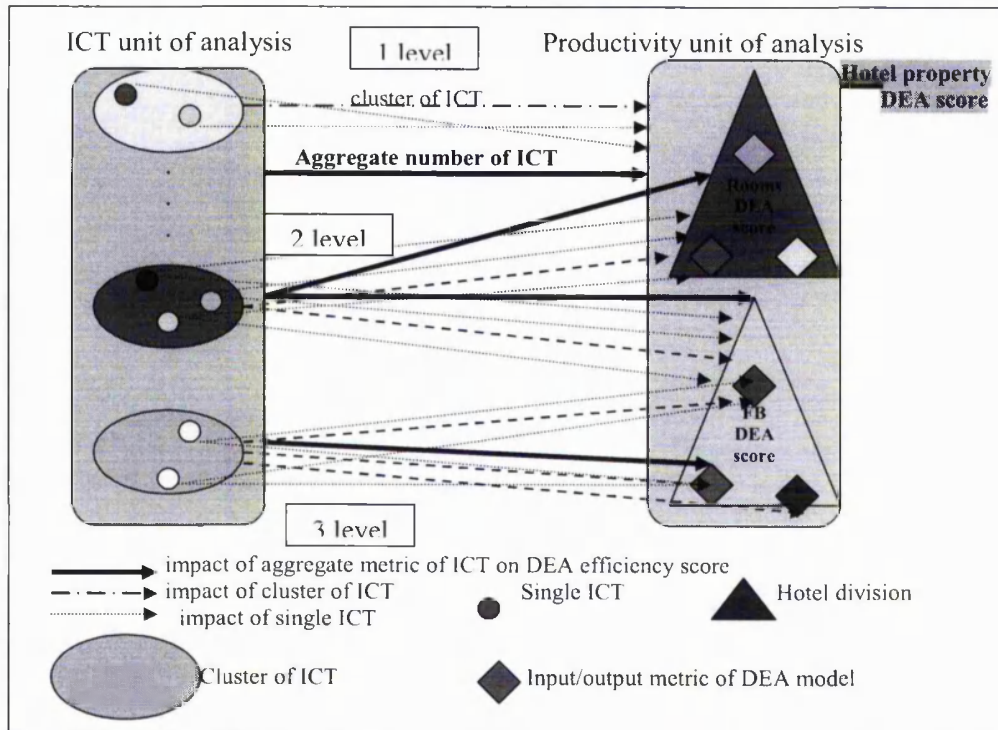 ICT unit of analysis
1 level
Productivity unit of analysis
Hotel property
DEA score
cluster of ICT
Aggregate number of ICT
Rooms
DEA
score
2 level
FB
DEA
score
3 level
impact of aggregate metric of ICT on DEA efficiency score
impact of cluster of ICT
Single ICT
Hotel division
impact of single ICT
Cluster of ICT
Input/output metric of DEA model